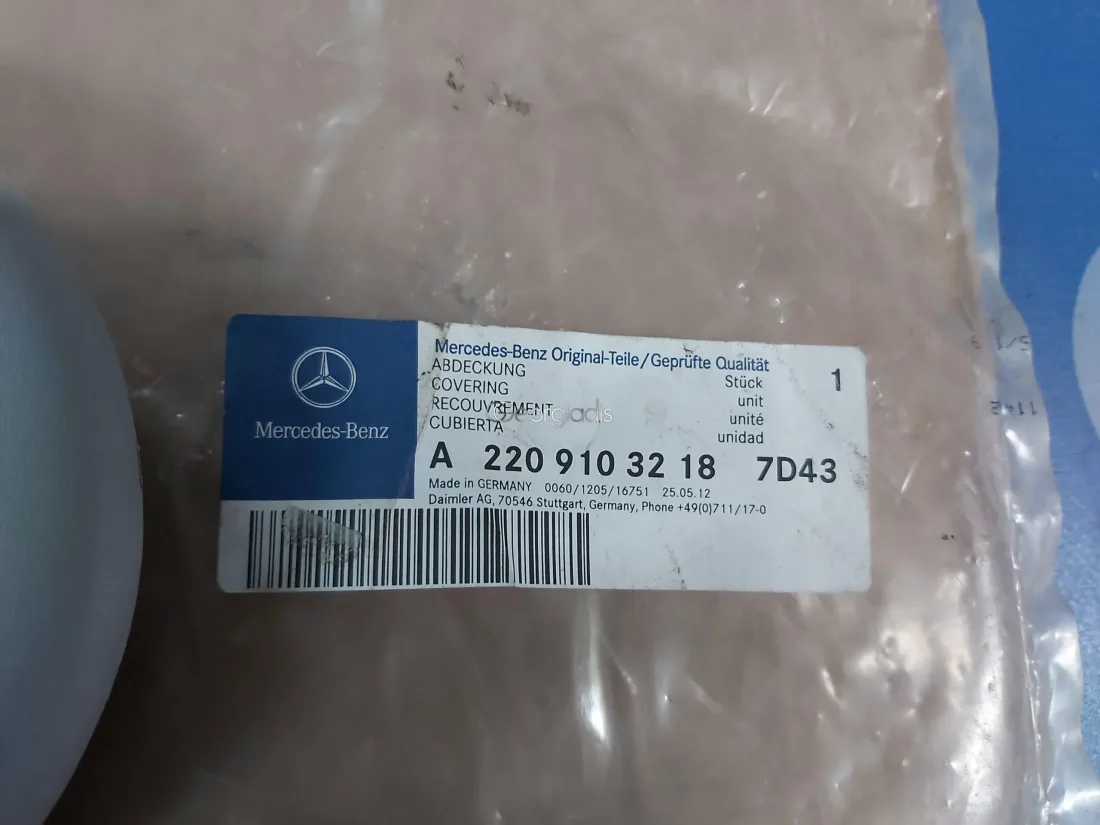 Mercedes-Benz
Mercedes-Benz Original-Teile/Geprüfte Qualität
ABDECKUNG Stück 1
COVERING unit
RECOUVREMENT unité
CUBIERTA unidad
A 220 910 32 18 7D43
Made in GERMANY 0060/1205/16751 25.05.12
Daimler AG, 70546 Stuttgart, Germany, Phone +49(0)711/17-0